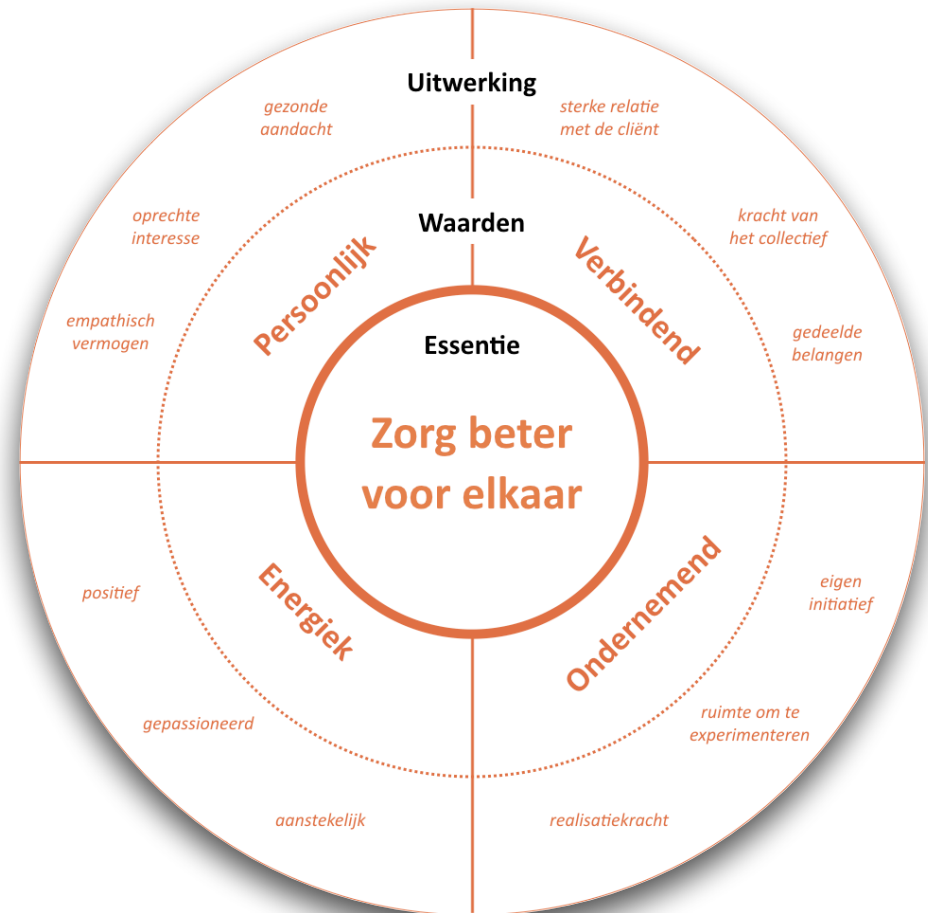 Uitwerking
gezonde
aandacht
sterke relatie
met de cliënt
oprechte
interesse
Waarden
kracht van
het collectief
Persoonlijk
Verbindend
empathisch
vermogen
Essentie
gedeelde
belangen
Zorg beter
voor elkaar
positief
Energiek
Ondernemend
eigen
initiatief
gepassioneerd
ruimte om te
experimenteren
aanstekelijk
realisatiekracht